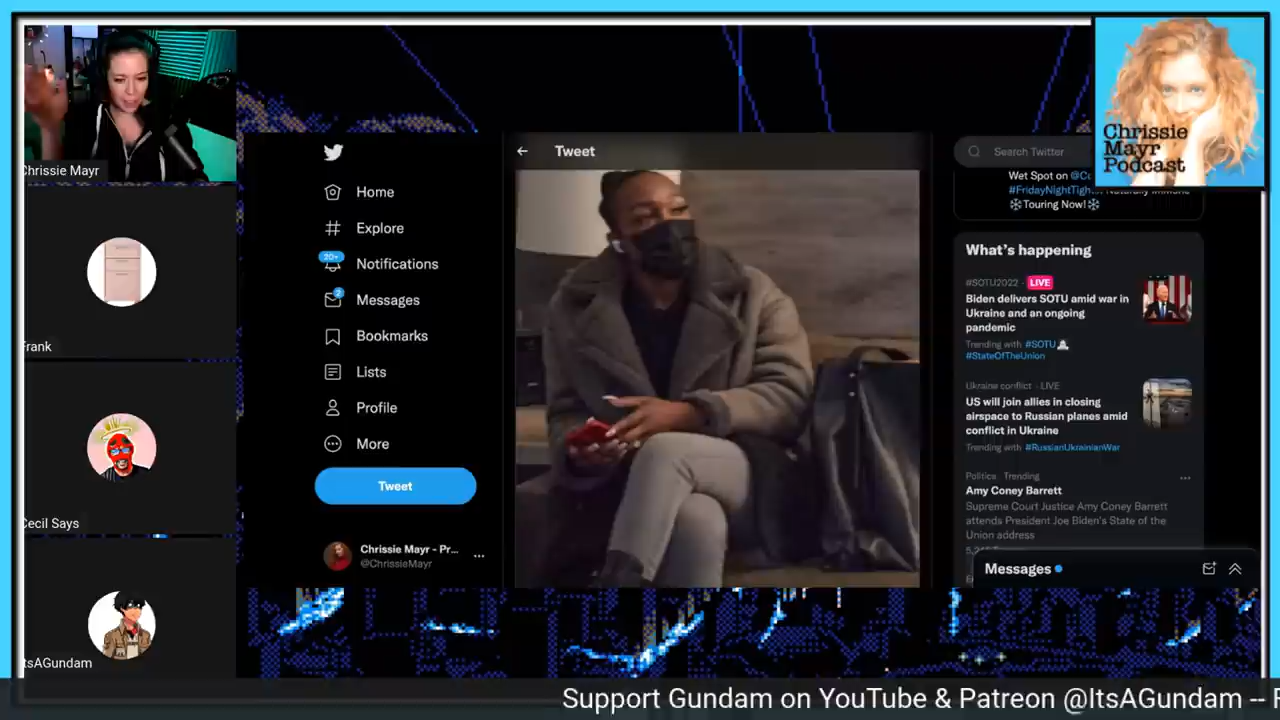 Chrissie Mayr
Frank
Cecil Says
ItsAGundam
Home
Explore
20+
Notifications
2
Messages
Bookmarks
Lists
Profile
More
Tweet
Chrissie Mayr - Pr...
@ChrissieMayr
Tweet
Search Twitter
Wet Spot on @Co
#FridayNightTigh
❄Touring Now!❄
What's happening
#SOTU2022 · LIVE
Biden delivers SOTU amid war in
Ukraine and an ongoing
pandemic
Trending with #SOTU
#StateOfTheUnion
Ukraine conflict · LIVE
US will join allies in closing
airspace to Russian planes amid
conflict in Ukraine
Trending with #RussianUkrainianWar
Politics · Trending
Amy Coney Barrett
Supreme Court Justice Amy Coney Barrett
attends President Joe Biden's State of the
Union address
Messages
Chrissie
Mayr
Podcast
Support Gundam on YouTube & Patreon @ItsAGundam --